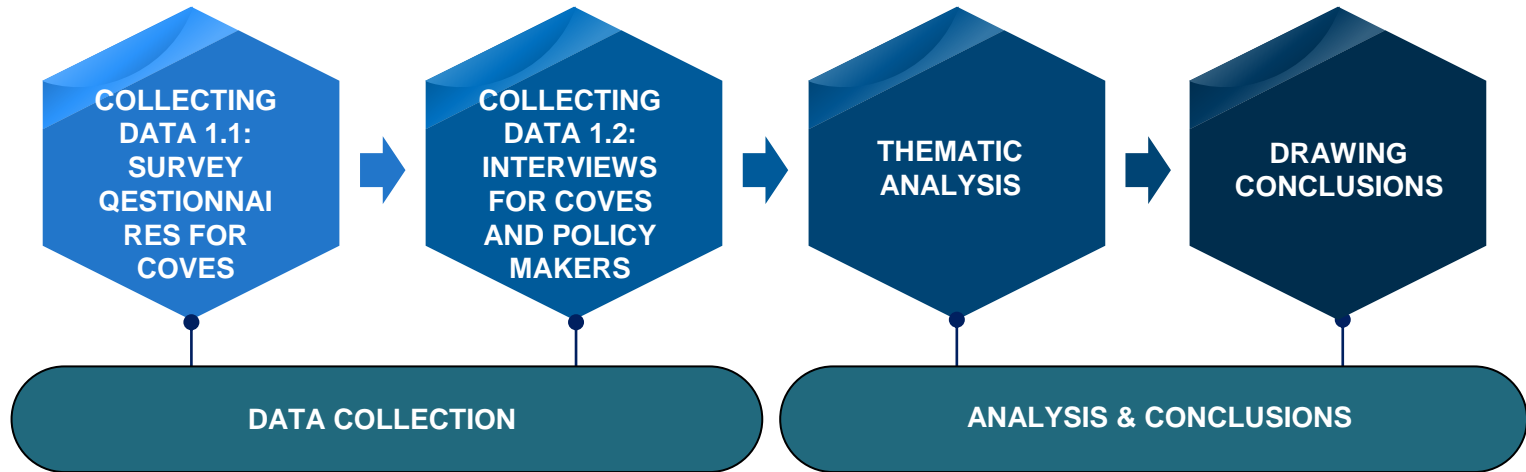 COLLECTING
DATA 1.1:
SURVEY
QESTIONNAI
RES FOR
COVES
COLLECTING
DATA 1.2:
INTERVIEWS
FOR COVES
AND POLICY
MAKERS
THEMATIC
ANALYSIS
DRAWING
CONCLUSIONS
DATA COLLECTION
ANALYSIS & CONCLUSIONS